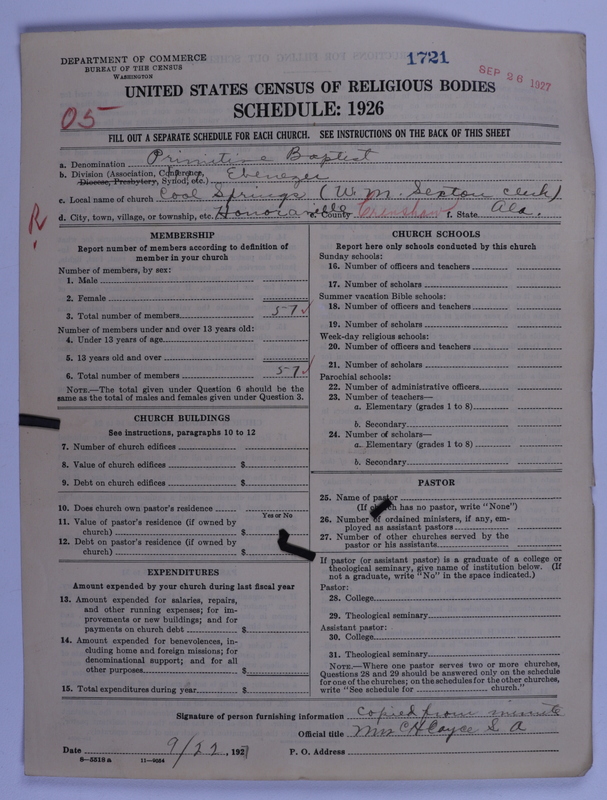 DEPARTMENT OF COMMERCE
BUREAU OF THE CENSUS
WASHINGTON
1721
SEP 26 1927
UNITED STATES CENSUS OF RELIGIOUS BODIES
SCHEDULE: 1926
05
FILL OUT A SEPARATE SCHEDULE FOR EACH CHURCH. SEE INSTRUCTIONS ON THE BACK OF THIS SHEET
a. Denomination Primitive Baptist
b. Division (Association, Conference, Diocese, Presbytery, Synod, etc.) Ebenezer
c. Local name of church Cool Springs (W. M. Sexton clerk)
d. City, town, village, or township, etc. Honoraville e. County Crenshaw f. State Ala.
R
MEMBERSHIP
Report number of members according to definition of
member in your church
Number of members, by sex:
1. Male
2. Female
3. Total number of members 57
Number of members under and over 13 years old:
4. Under 13 years of age
5. 13 years old and over
6. Total number of members 57
NOTE.—The total given under Question 6 should be the
same as the total of males and females given under Question 3.
CHURCH BUILDINGS
See instructions, paragraphs 10 to 12
7. Number of church edifices
8. Value of church edifices $
9. Debt on church edifices $
10. Does church own pastor's residence
Yes or No
11. Value of pastor's residence (if owned by
church) $
12. Debt on pastor's residence (if owned by
church) $
EXPENDITURES
Amount expended by your church during last fiscal year
13. Amount expended for salaries, repairs,
and other running expenses; for im-
provements or new buildings; and for
payments on church debt $
14. Amount expended for benevolences, in-
cluding home and foreign missions; for
denominational support; and for all
other purposes $
15. Total expenditures during year $
CHURCH SCHOOLS
Report here only schools conducted by this church
Sunday schools:
16. Number of officers and teachers
17. Number of scholars
Summer vacation Bible schools:
18. Number of officers and teachers
19. Number of scholars
Week-day religious schools:
20. Number of officers and teachers
21. Number of scholars
Parochial schools:
22. Number of administrative officers
23. Number of teachers—
a. Elementary (grades 1 to 8)
b. Secondary
24. Number of scholars—
a. Elementary (grades 1 to 8)
b. Secondary
PASTOR
25. Name of pastor
(If church has no pastor, write "None")
26. Number of ordained ministers, if any, em-
ployed as assistant pastors
27. Number of other churches served by the
pastor or his assistants
If pastor (or assistant pastor) is a graduate of a college or
theological seminary, give name of institution below. (If
not a graduate, write "No" in the space indicated.)
Pastor:
28. College
29. Theological seminary
Assistant pastor:
30. College
31. Theological seminary
NOTE.—Where one pastor serves two or more churches,
Questions 28 and 29 should be answered only on the schedule
for one of the churches; on the schedules for the other churches,
write "See schedule for church."
Signature of person furnishing information Copied from minute
Official title Mrs C H Cayce S. A
Date 9/22, 1927 P. O. Address
8—5518 a 11—9054